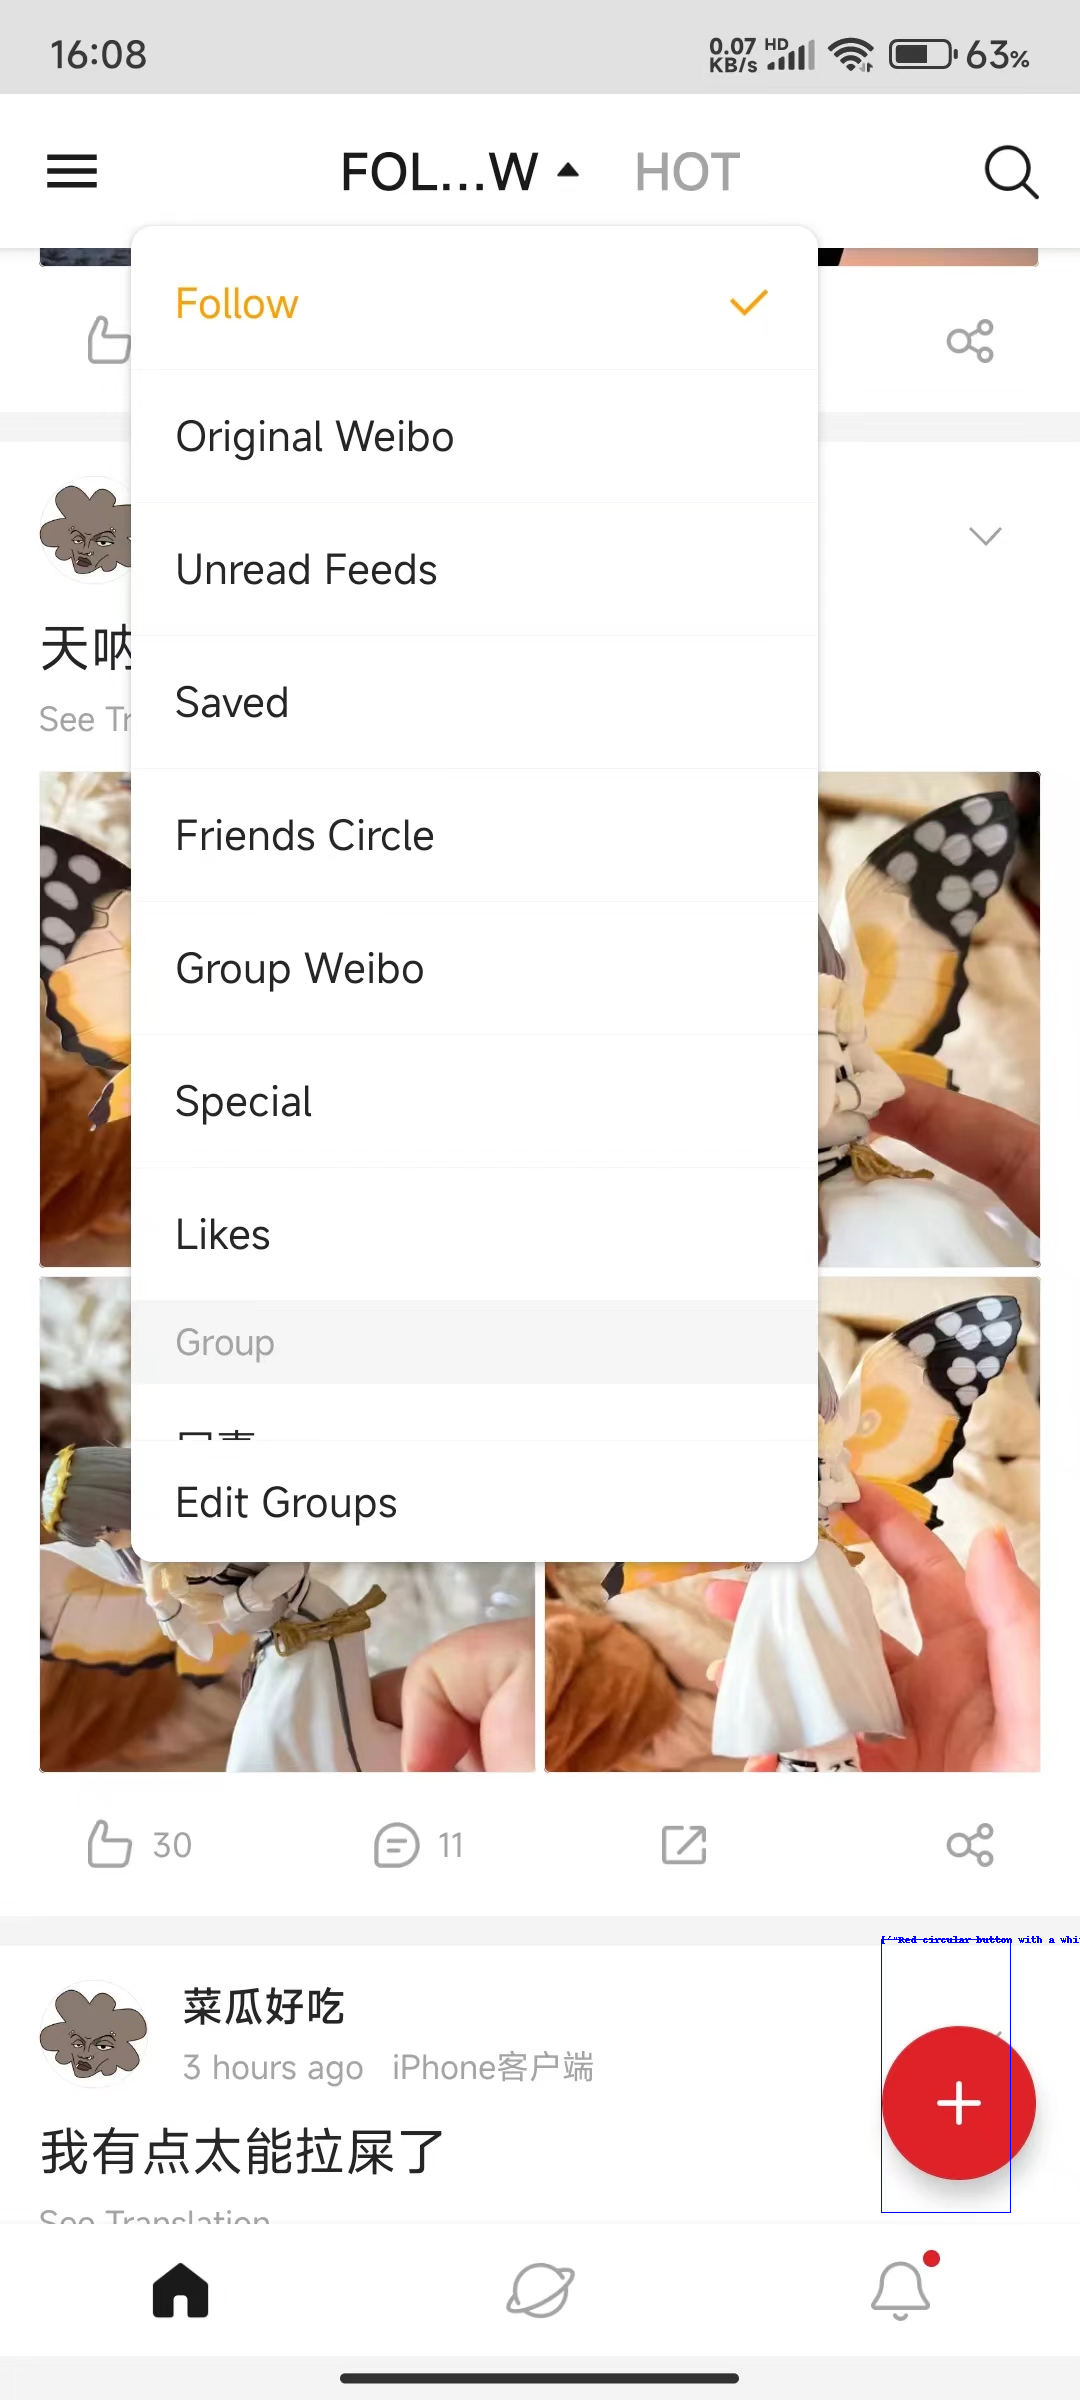 16:08
0.07 KB/s HD 63%
FOL...W HOT
Follow
Original Weibo
Unread Feeds
天呐
Saved
See Tr
Friends Circle
Group Weibo
Special
Likes
Group
Edit Groups
30 11
["Red circular button with a whi
菜瓜好吃
3 hours ago iPhone客户端
我有点太能拉屎了
See Translation